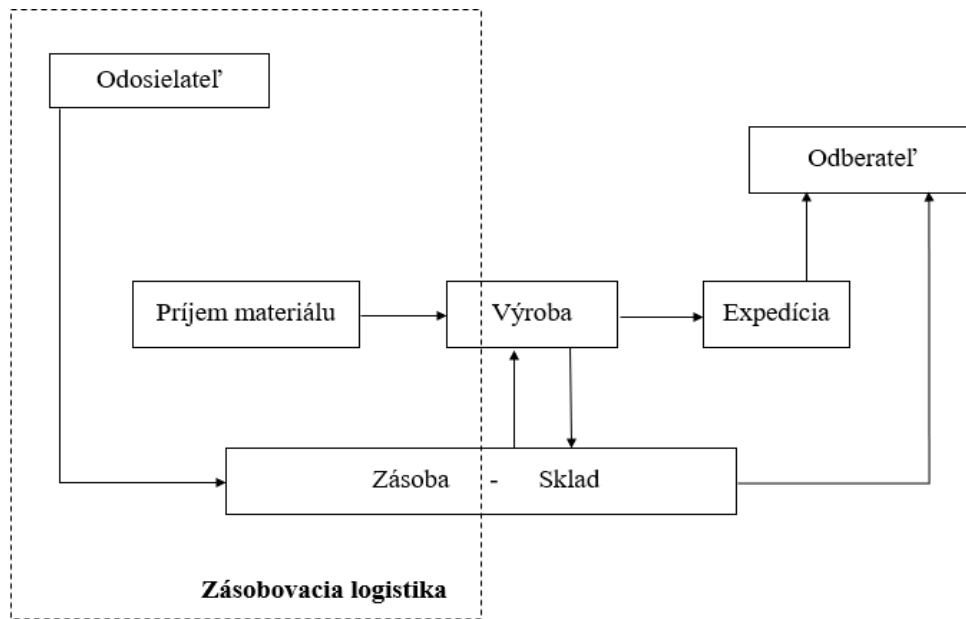 Odosielateľ
Odberateľ
Príjem materiálu
Výroba
Expedícia
Zásoba - Sklad
Zásobovacia logistika